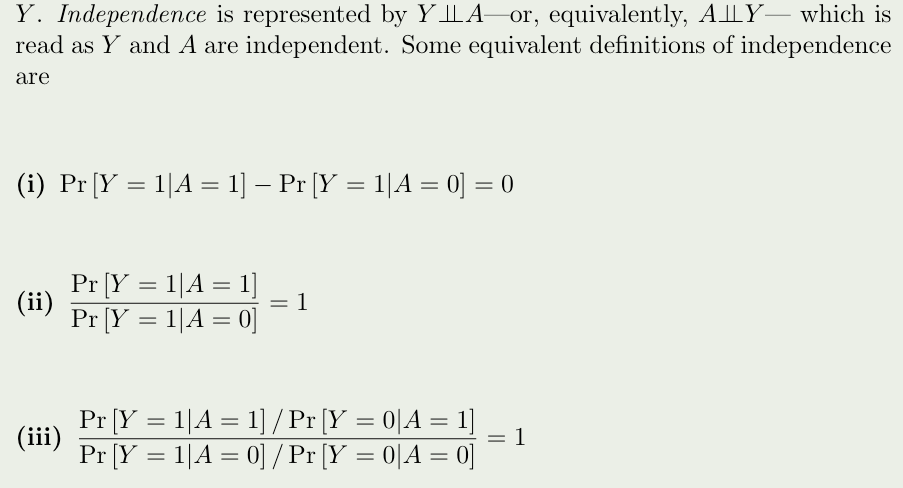 Y. Independence is represented by Y⫫A—or, equivalently, A⫫Y— which is
read as Y and A are independent. Some equivalent definitions of independence
are
(i) Pr [Y = 1|A = 1] − Pr [Y = 1|A = 0] = 0
(ii) Pr [Y = 1|A = 1] / Pr [Y = 1|A = 0] = 1
(iii) Pr [Y = 1|A = 1] / Pr [Y = 0|A = 1] / Pr [Y = 1|A = 0] / Pr [Y = 0|A = 0] = 1